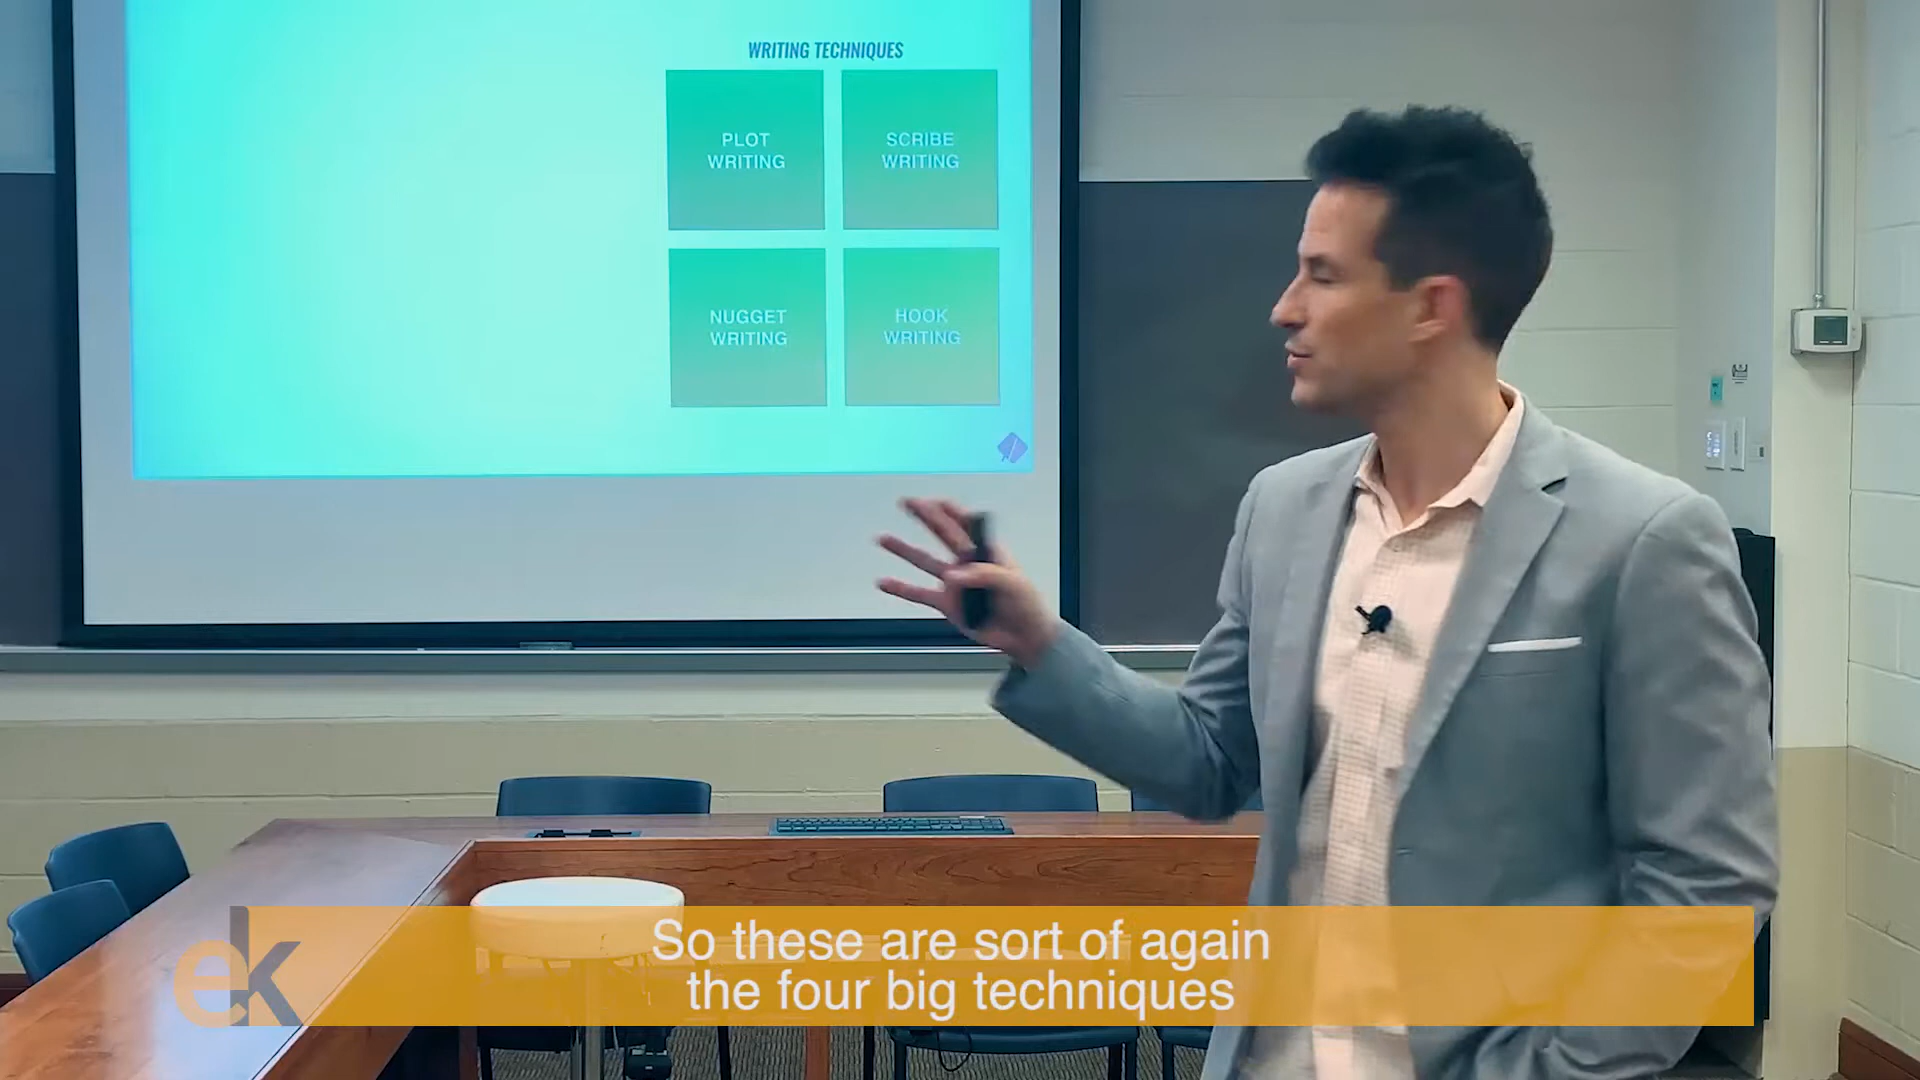 WRITING TECHNIQUES
PLOT
WRITING
SCRIBE
WRITING
NUGGET
WRITING
HOOK
WRITING
So these are sort of again
the four big techniques
ek